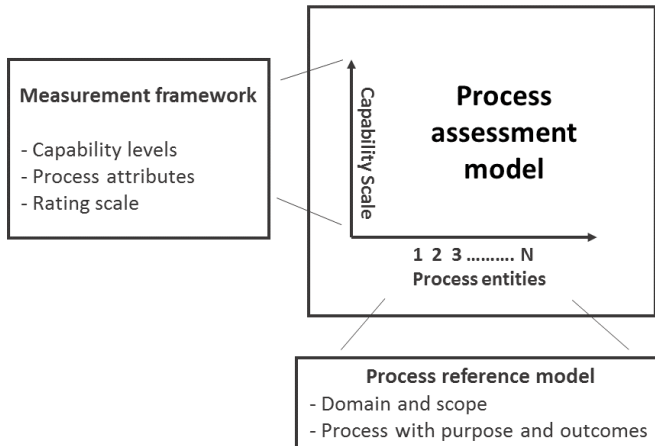 Measurement framework
- Capability levels
- Process attributes
- Rating scale
Capability Scale
Process
assessment
model
1 2 3 .......... N
Process entities
Process reference model
- Domain and scope
- Process with purpose and outcomes